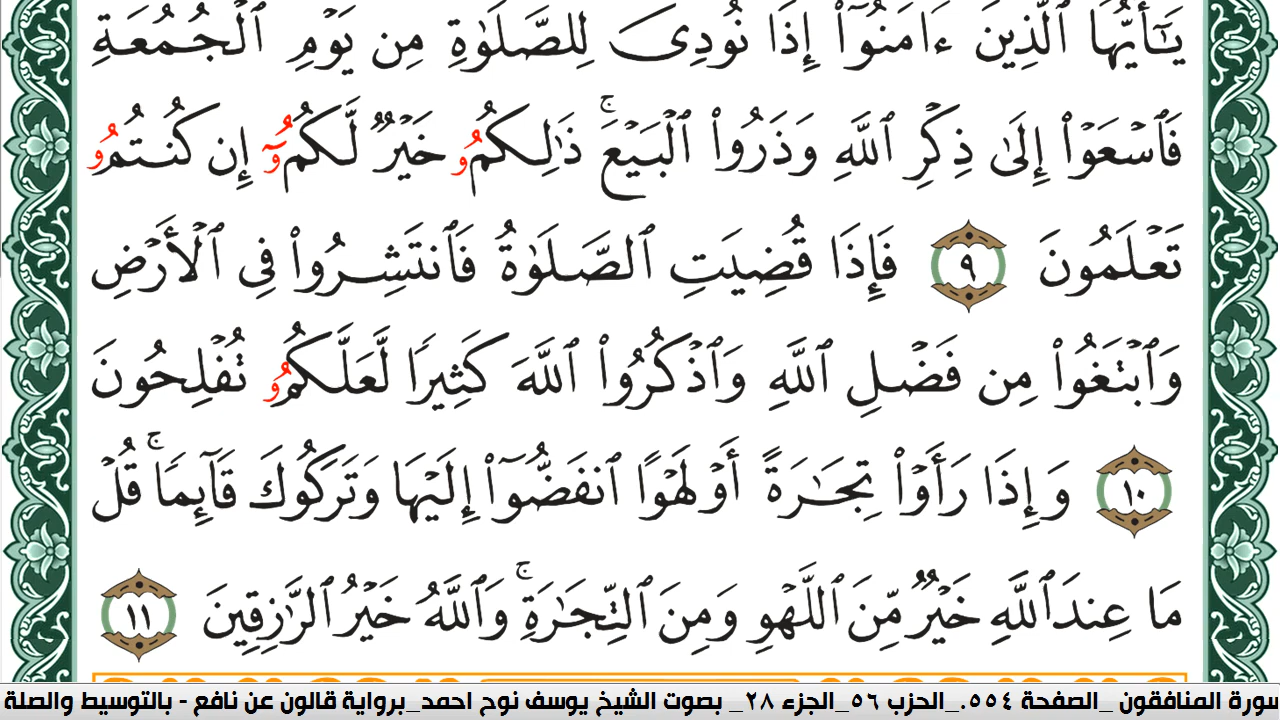 يَـٰٓأَيُّهَا ٱلَّذِينَ ءَامَنُوٓا۟ إِذَا نُودِىَ لِلصَّلَوٰةِ مِن يَوْمِ ٱلْجُمُعَةِ
فَٱسْعَوْا۟ إِلَىٰ ذِكْرِ ٱللَّهِ وَذَرُوا۟ ٱلْبَيْعَ ۚ ذَٰلِكُمُو خَيْرٌ لَّكُمُوٓ إِن كُنتُمُو
تَعْلَمُونَ ٩ فَإِذَا قُضِيَتِ ٱلصَّلَوٰةُ فَٱنتَشِرُوا۟ فِى ٱلْأَرْضِ
وَٱبْتَغُوا۟ مِن فَضْلِ ٱللَّهِ وَٱذْكُرُوا۟ ٱللَّهَ كَثِيرًا لَّعَلَّكُمُو تُفْلِحُونَ
١٠ وَإِذَا رَأَوْا۟ تِجَـٰرَةً أَوْ لَهْوًا ٱنفَضُّوٓا۟ إِلَيْهَا وَتَرَكُوكَ قَآئِمًا ۚ قُلْ
مَا عِندَ ٱللَّهِ خَيْرٌ مِّنَ ٱللَّهْوِ وَمِنَ ٱلتِّجَـٰرَةِ ۚ وَٱللَّهُ خَيْرُ ٱلرَّٰزِقِينَ ١١
سورة المنافقون _الصفحة ٥٥٤_.الحزب ٥٦_الجزء ٢٨_ بصوت الشيخ يوسف نوح احمد_برواية قالون عن نافع - بالتوسيط والصلة